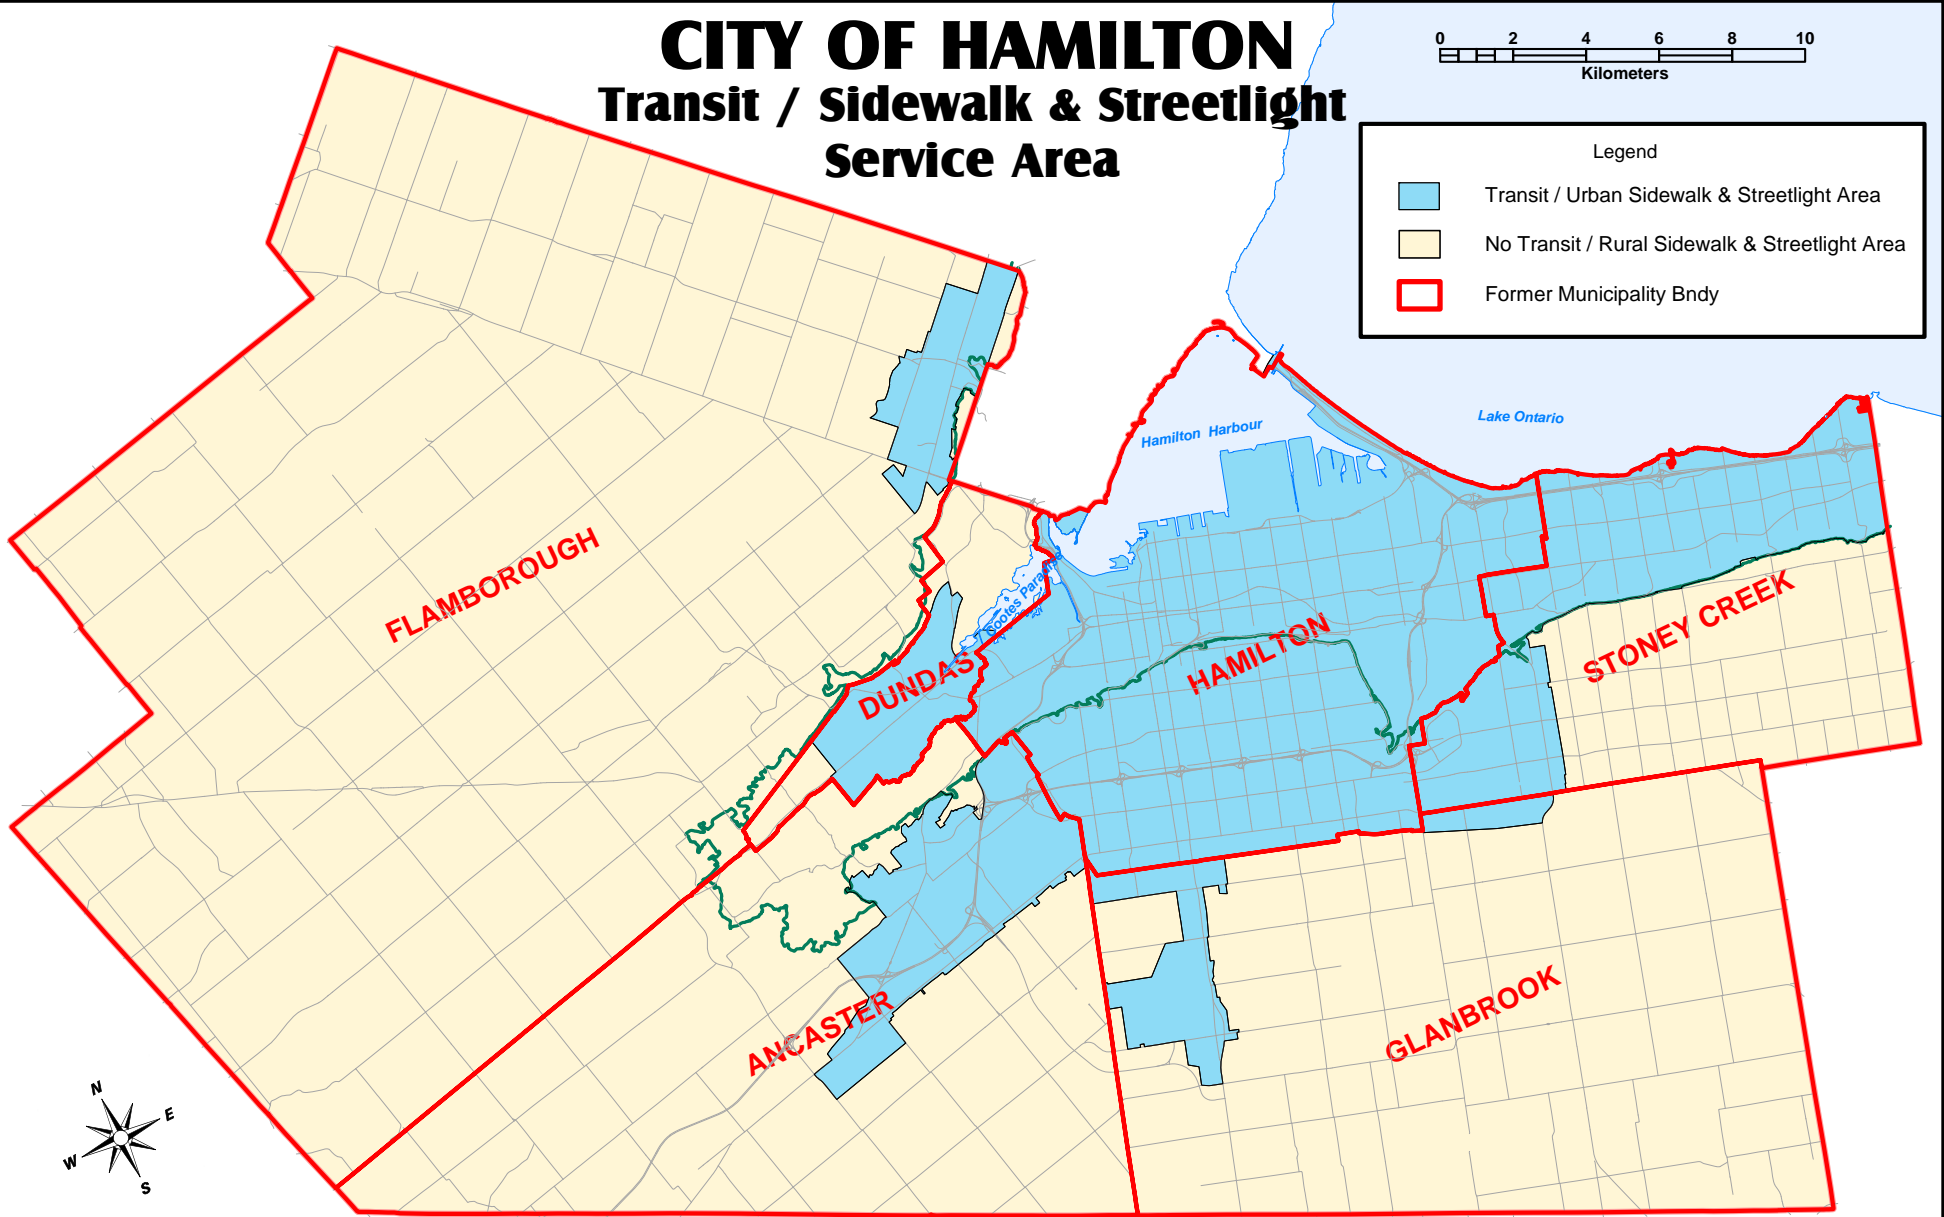 CITY OF HAMILTON
Transit / Sidewalk & Streetlight
Service Area
0 2 4 6 8 10
Kilometers
Legend
Transit / Urban Sidewalk & Streetlight Area
No Transit / Rural Sidewalk & Streetlight Area
Former Municipality Bndy
Lake Ontario
Hamilton Harbour
Cootes Paradise
FLAMBOROUGH
DUNDAS
HAMILTON
STONEY CREEK
ANCASTER
GLANBROOK
N
E
W
S